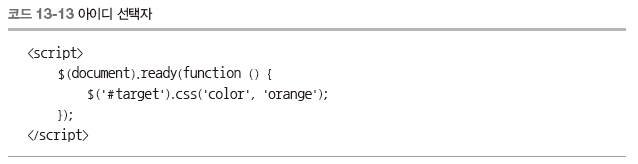 코드 13-13 아이디 선택자
<script>
    $(document).ready(function () {
        $('#target').css('color', 'orange');
    });
</script>